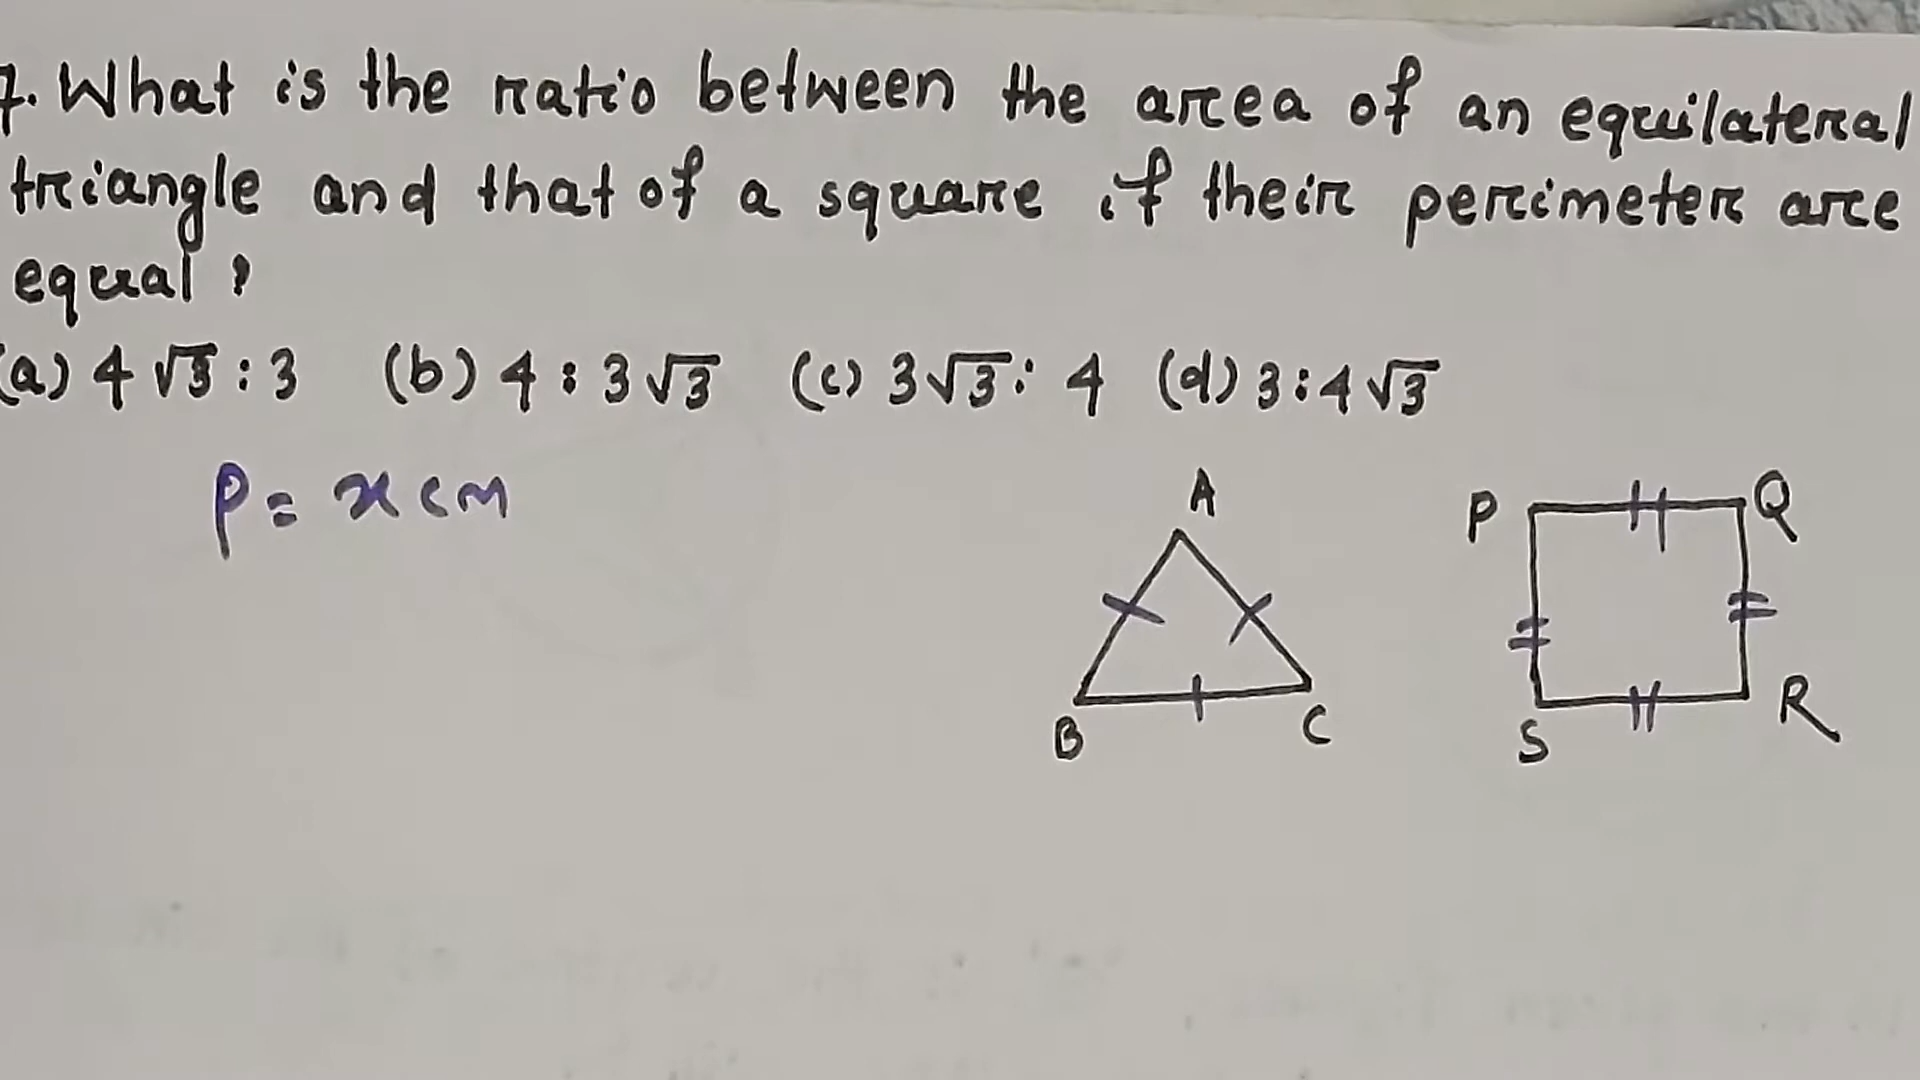 7. What is the ratio between the area of an equilateral
triangle and that of a square if their perimeter are
equal ?
(a) 4√3 : 3 (b) 4 : 3√3 (c) 3√3 : 4 (d) 3 : 4√3
P = x cm
A
P Q
B C
S R